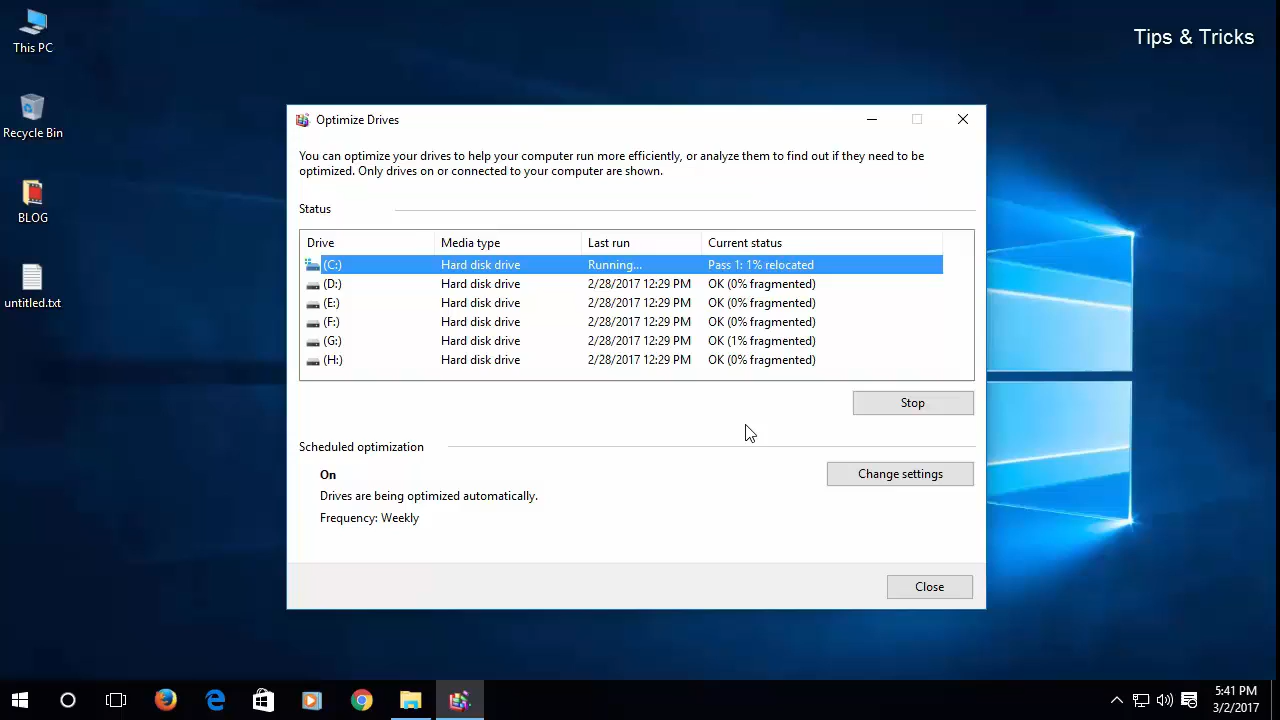 This PC
Tips & Tricks
Recycle Bin
BLOG
untitled.txt
Optimize Drives
You can optimize your drives to help your computer run more efficiently, or analyze them to find out if they need to be
optimized. Only drives on or connected to your computer are shown.
Status
Drive Media type Last run Current status
(C:) Hard disk drive Running... Pass 1: 1% relocated
(D:) Hard disk drive 2/28/2017 12:29 PM OK (0% fragmented)
(E:) Hard disk drive 2/28/2017 12:29 PM OK (0% fragmented)
(F:) Hard disk drive 2/28/2017 12:29 PM OK (0% fragmented)
(G:) Hard disk drive 2/28/2017 12:29 PM OK (1% fragmented)
(H:) Hard disk drive 2/28/2017 12:29 PM OK (0% fragmented)
Stop
Scheduled optimization
On
Change settings
Drives are being optimized automatically.
Frequency: Weekly
Close
5:41 PM
3/2/2017